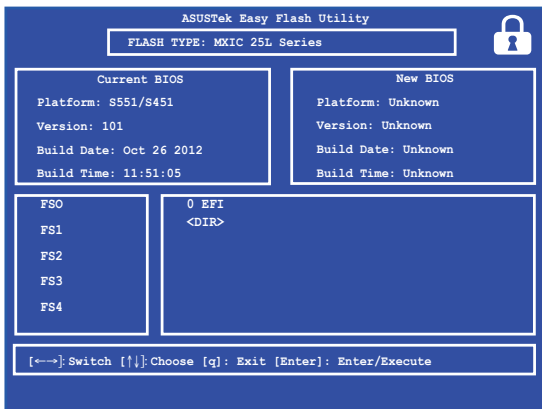 ASUSTek Easy Flash Utility
FLASH TYPE: MXIC 25L Series
Current BIOS
Platform: S551/S451
Version: 101
Build Date: Oct 26 2012
Build Time: 11:51:05
New BIOS
Platform: Unknown
Version: Unknown
Build Date: Unknown
Build Time: Unknown
FSO
FS1
FS2
FS3
FS4
0 EFI
<DIR>
[←→]: Switch [↑↓]: Choose [q]: Exit [Enter]: Enter/Execute